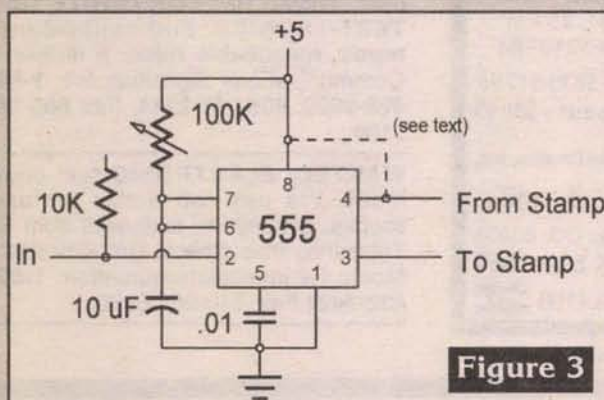 +5
100K
(see text)
10K
8
7
4
From Stamp
6
555
In
2
3
To Stamp
5
1
10 uF
.01
Figure 3